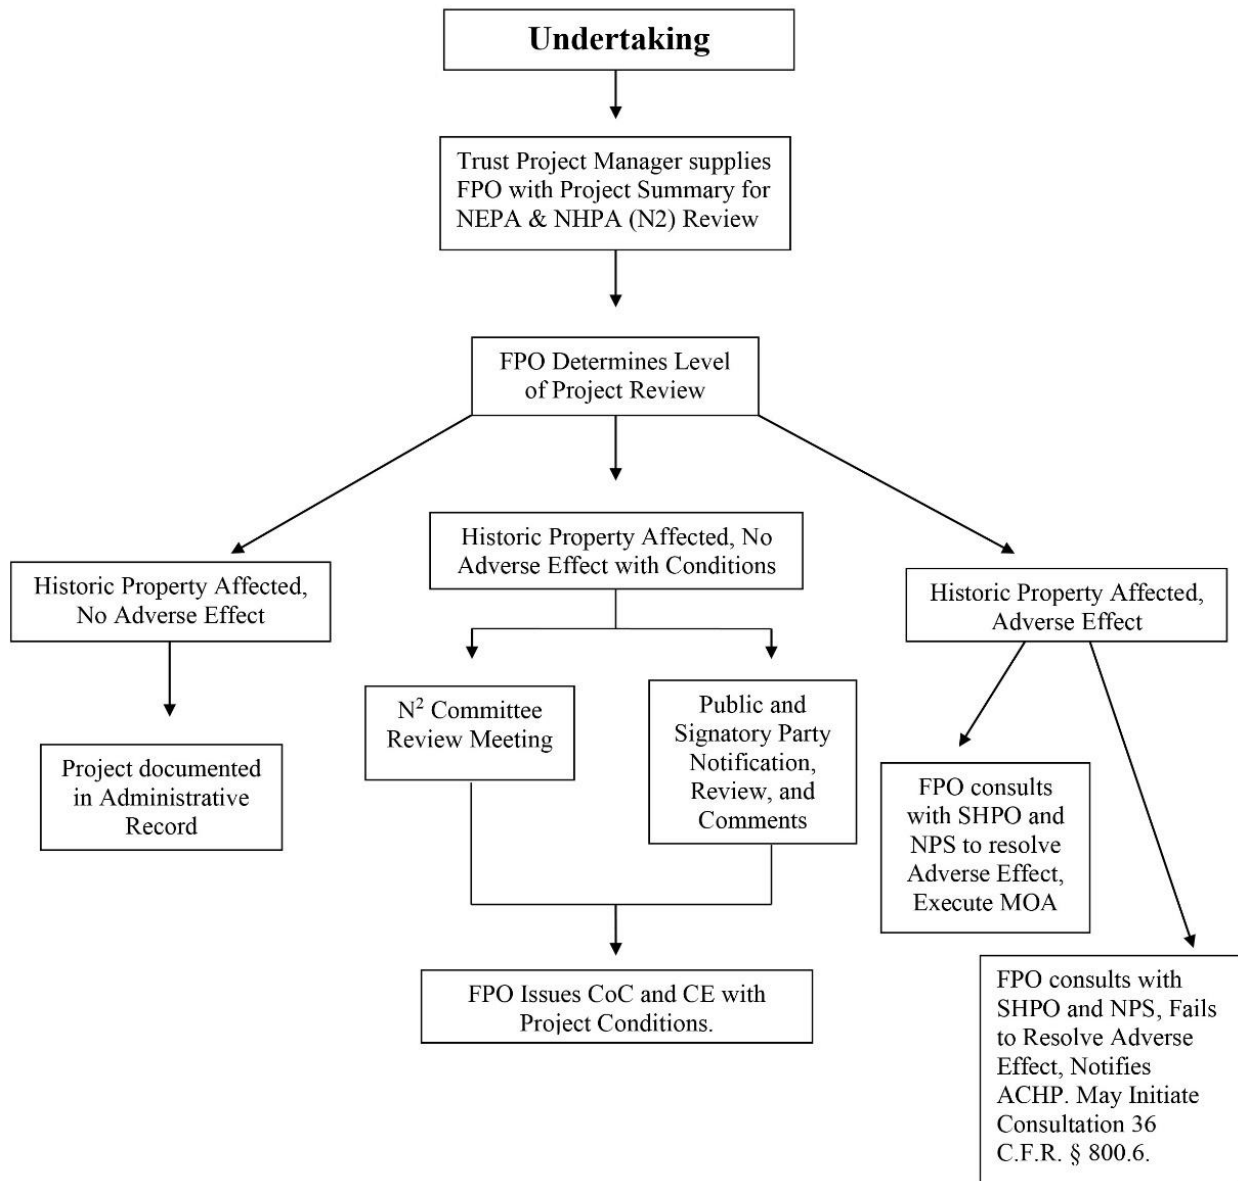 Undertaking
Trust Project Manager supplies
FPO with Project Summary for
NEPA & NHPA (N2) Review
FPO Determines Level
of Project Review
Historic Property Affected,
No Adverse Effect
Project documented
in Administrative
Record
Historic Property Affected, No
Adverse Effect with Conditions
N² Committee
Review Meeting
Public and
Signatory Party
Notification,
Review, and
Comments
FPO Issues CoC and CE with
Project Conditions.
Historic Property Affected,
Adverse Effect
FPO consults
with SHPO and
NPS to resolve
Adverse Effect,
Execute MOA
FPO consults with
SHPO and NPS, Fails
to Resolve Adverse
Effect, Notifies
ACHP. May Initiate
Consultation 36
C.F.R. § 800.6.